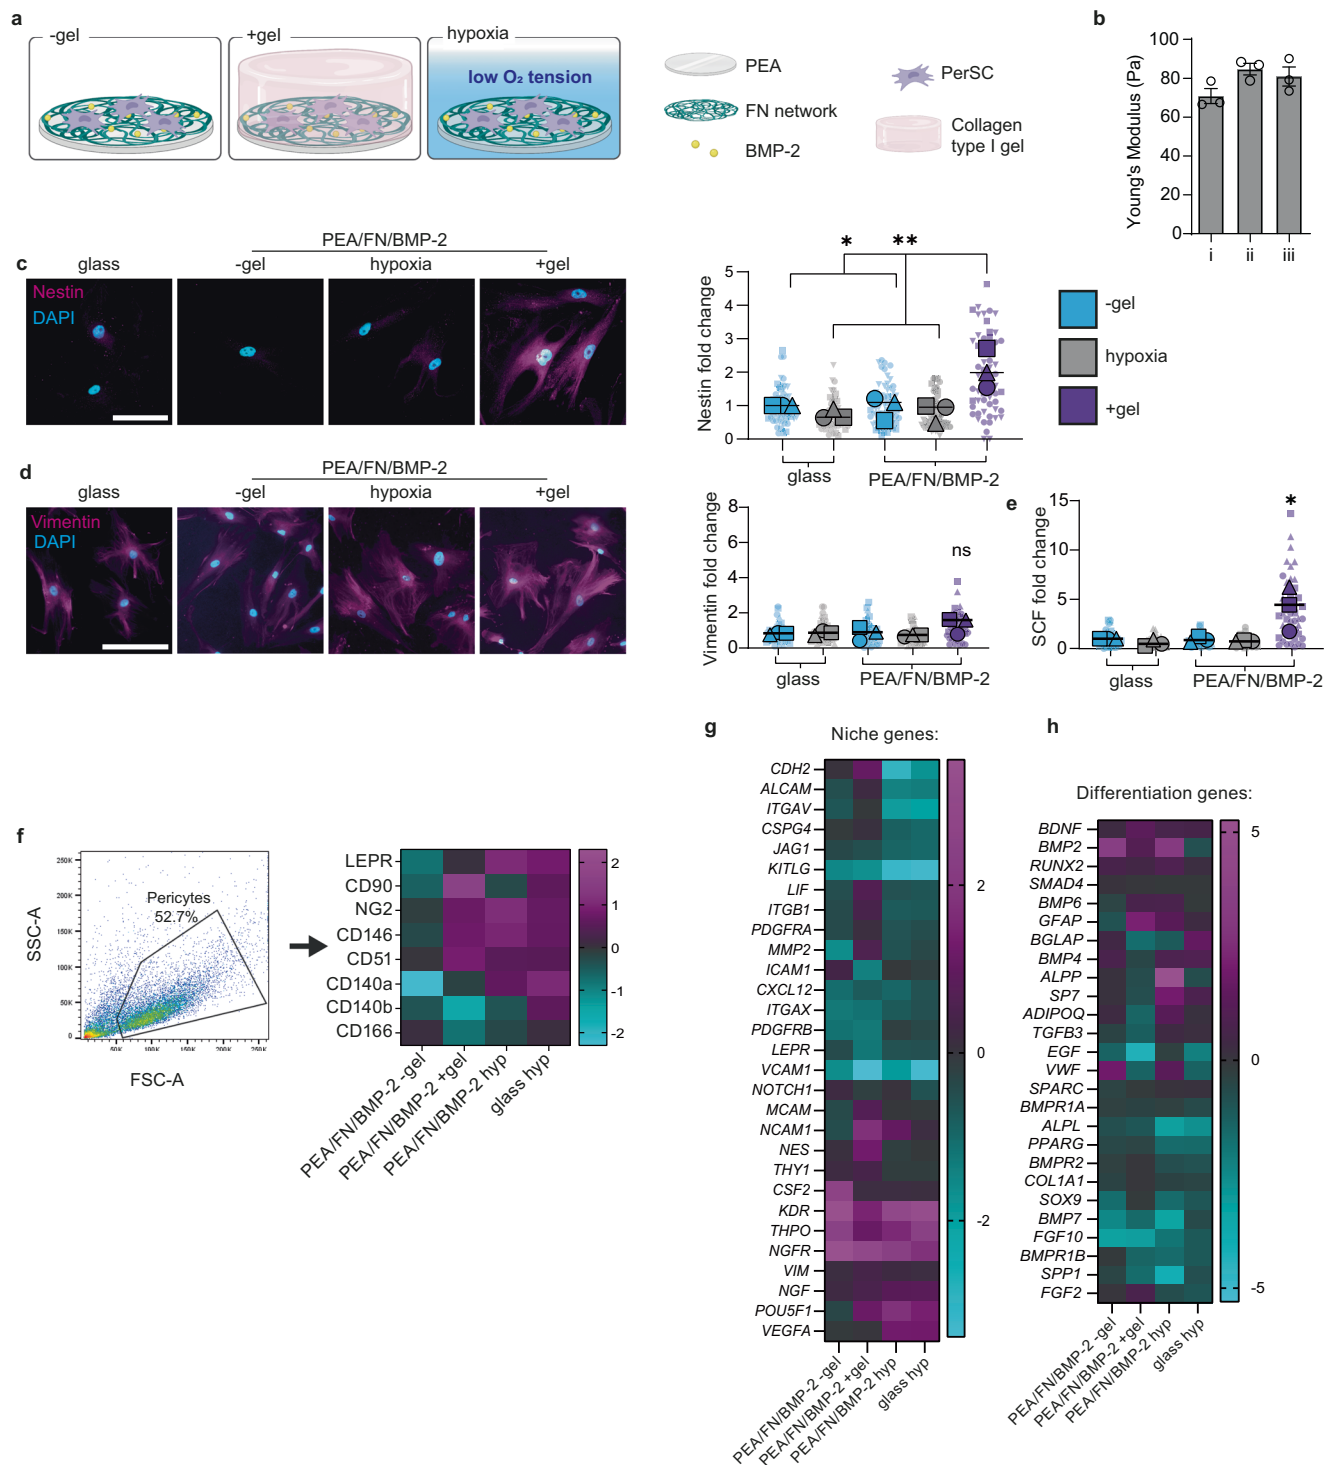 a
-gel
+gel
hypoxia
low O₂ tension
PEA
FN network
BMP-2
PerSC
Collagen
type I gel
b
Young's Modulus (Pa)
100
80
60
40
20
0
i
ii
iii
c
PEA/FN/BMP-2
glass
-gel
hypoxia
+gel
Nestin
DAPI
Nestin fold change
5
4
3
2
1
0
*
**
glass
PEA/FN/BMP-2
-gel
hypoxia
+gel
d
PEA/FN/BMP-2
glass
-gel
hypoxia
+gel
Vimentin
DAPI
Vimentin fold change
8
6
4
2
0
ns
glass
PEA/FN/BMP-2
e
SCF fold change
15
10
5
0
*
glass
PEA/FN/BMP-2
f
SSC-A
250K
200K
150K
100K
50K
0
Pericytes
52.7%
50K
100K
150K
200K
250K
FSC-A
LEPR
CD90
NG2
CD146
CD51
CD140a
CD140b
CD166
2
1
0
-1
-2
PEA/FN/BMP-2 -gel
PEA/FN/BMP-2 +gel
PEA/FN/BMP-2 hyp
glass hyp
g
Niche genes:
CDH2
ALCAM
ITGAV
CSPG4
JAG1
KITLG
LIF
ITGB1
PDGFRA
MMP2
ICAM1
CXCL12
ITGAX
PDGFRB
LEPR
VCAM1
NOTCH1
MCAM
NCAM1
NES
THY1
CSF2
KDR
THPO
NGFR
VIM
NGF
POU5F1
VEGFA
2
0
-2
PEA/FN/BMP-2 -gel
PEA/FN/BMP-2 +gel
PEA/FN/BMP-2 hyp
glass hyp
h
Differentiation genes:
BDNF
BMP2
RUNX2
SMAD4
BMP6
GFAP
BGLAP
BMP4
ALPP
SP7
ADIPOQ
TGFB3
EGF
VWF
SPARC
BMPR1A
ALPL
PPARG
BMPR2
COL1A1
SOX9
BMP7
FGF10
BMPR1B
SPP1
FGF2
5
0
-5
PEA/FN/BMP-2 -gel
PEA/FN/BMP-2 +gel
PEA/FN/BMP-2 hyp
glass hyp